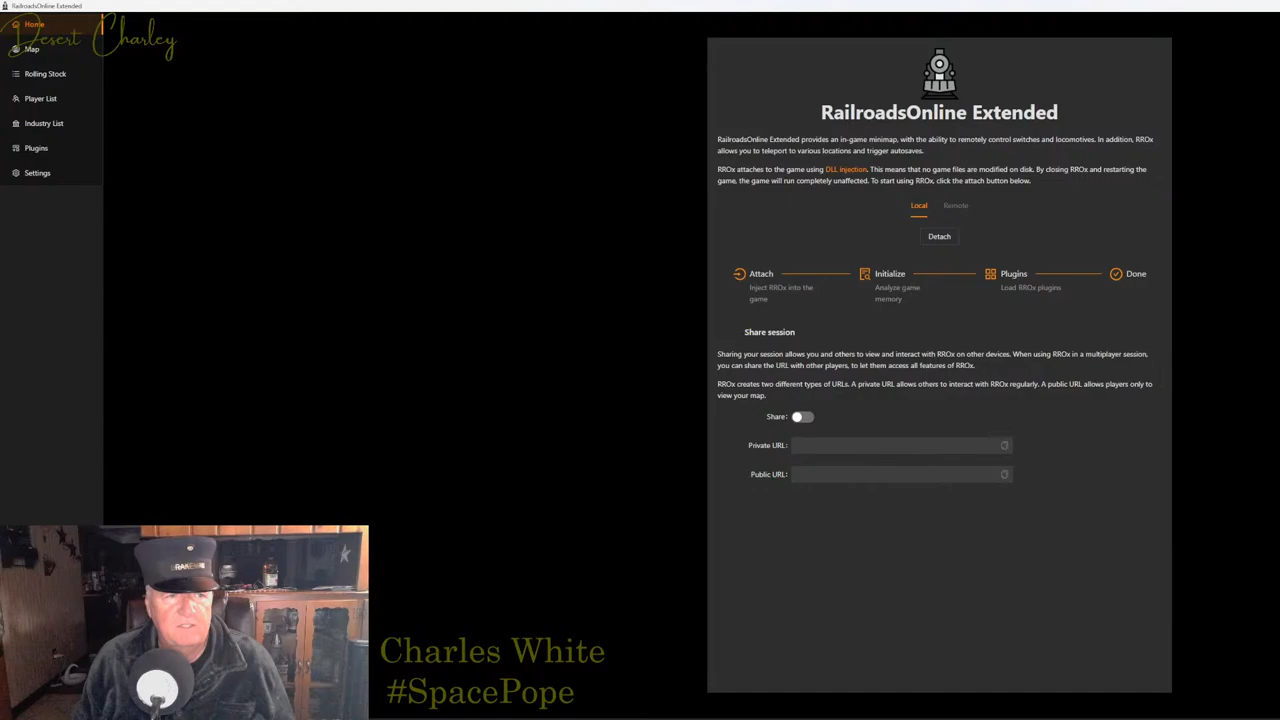 RailroadsOnline Extended
Home
Desert Charley
Map
Rolling Stock
Player List
Industry List
Plugins
Settings
RailroadsOnline Extended
RailroadsOnline Extended provides an in-game minimap, with the ability to remotely control switches and locomotives. In addition, RROx
allows you to teleport to various locations and trigger autosaves.
RROx attaches to the game using DLL injection. This means that no game files are modified on disk. By closing RROx and restarting the
game, the game will run completely unaffected. To start using RROx, click the attach button below.
Local Remote
Detach
Attach Initialize Plugins Done
Inject RROx into the Analyze game Load RROx plugins
game memory
Share session
Sharing your session allows you and others to view and interact with RROx on other devices. When using RROx in a multiplayer session,
you can share the URL with other players, to let them access all features of RROx.
RROx creates two different types of URLs. A private URL allows others to interact with RROx regularly. A public URL allows players only to
view your map.
Share:
Private URL:
Public URL:
Charles White
#SpacePope